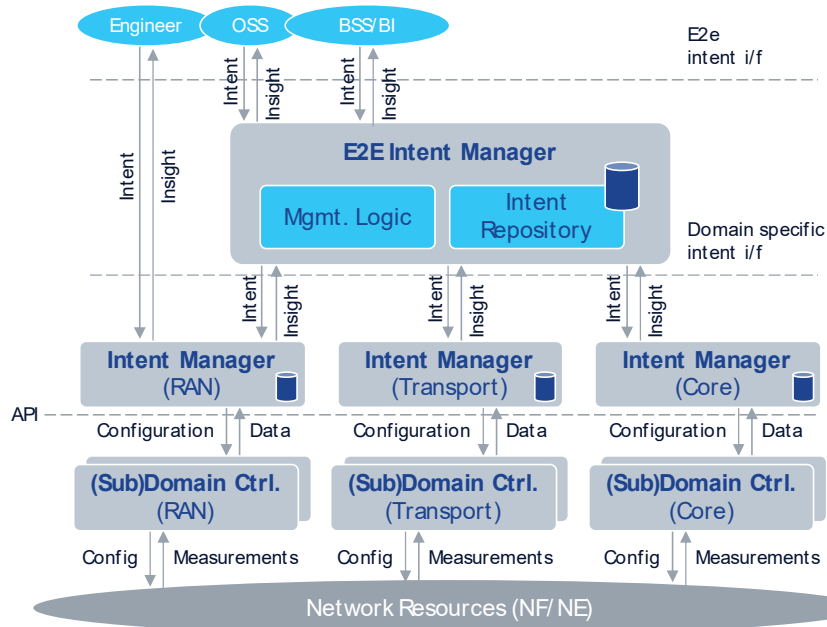 Engineer
OSS
BSS/BI
E2e
intent i/f
Intent
Insight
Intent
Insight
Intent
Insight
E2E Intent Manager
Mgmt. Logic
Intent
Repository
Domain specific
intent i/f
Intent
Insight
Intent
Insight
Intent
Insight
Intent Manager
(RAN)
Intent Manager
(Transport)
Intent Manager
(Core)
API
Configuration
Data
Configuration
Data
Configuration
Data
(Sub)Domain Ctrl.
(RAN)
(Sub)Domain Ctrl.
(Transport)
(Sub)Domain Ctrl.
(Core)
Config
Measurements
Config
Measurements
Config
Measurements
Network Resources (NF/NE)